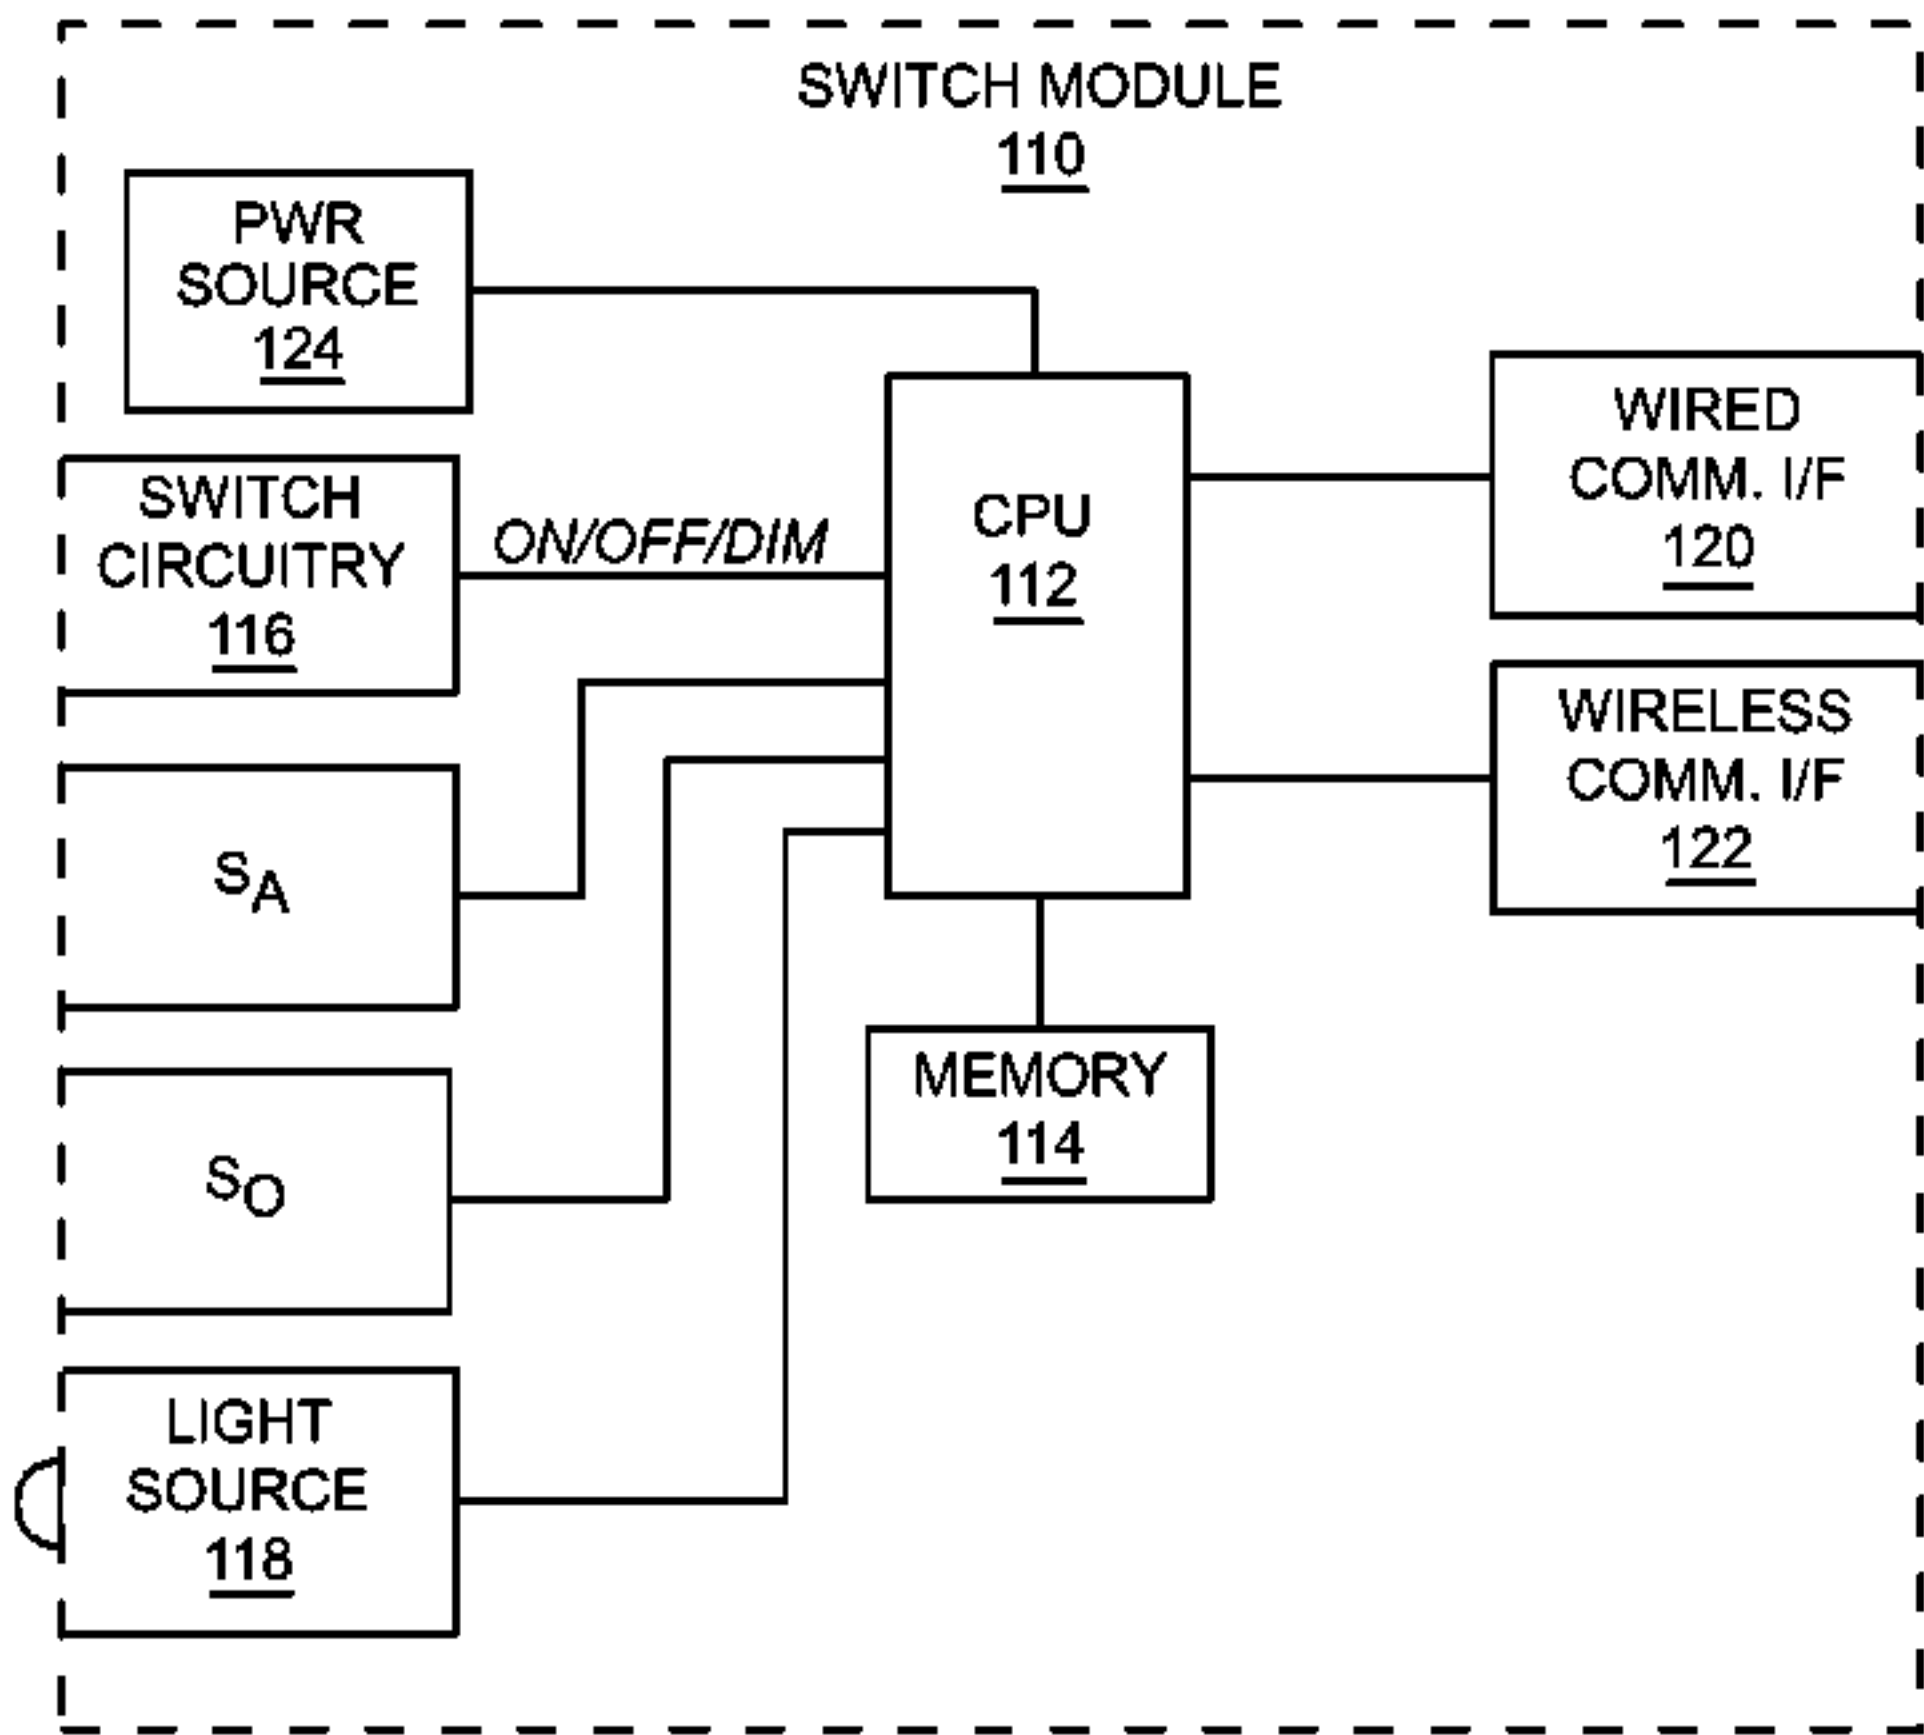 SWITCH MODULE
110
PWR
SOURCE
124
SWITCH
CIRCUITRY
116
ON/OFF/DIM
CPU
112
WIRED
COMM. I/F
120
WIRELESS
COMM. I/F
122
SA
MEMORY
114
SO
LIGHT
SOURCE
118